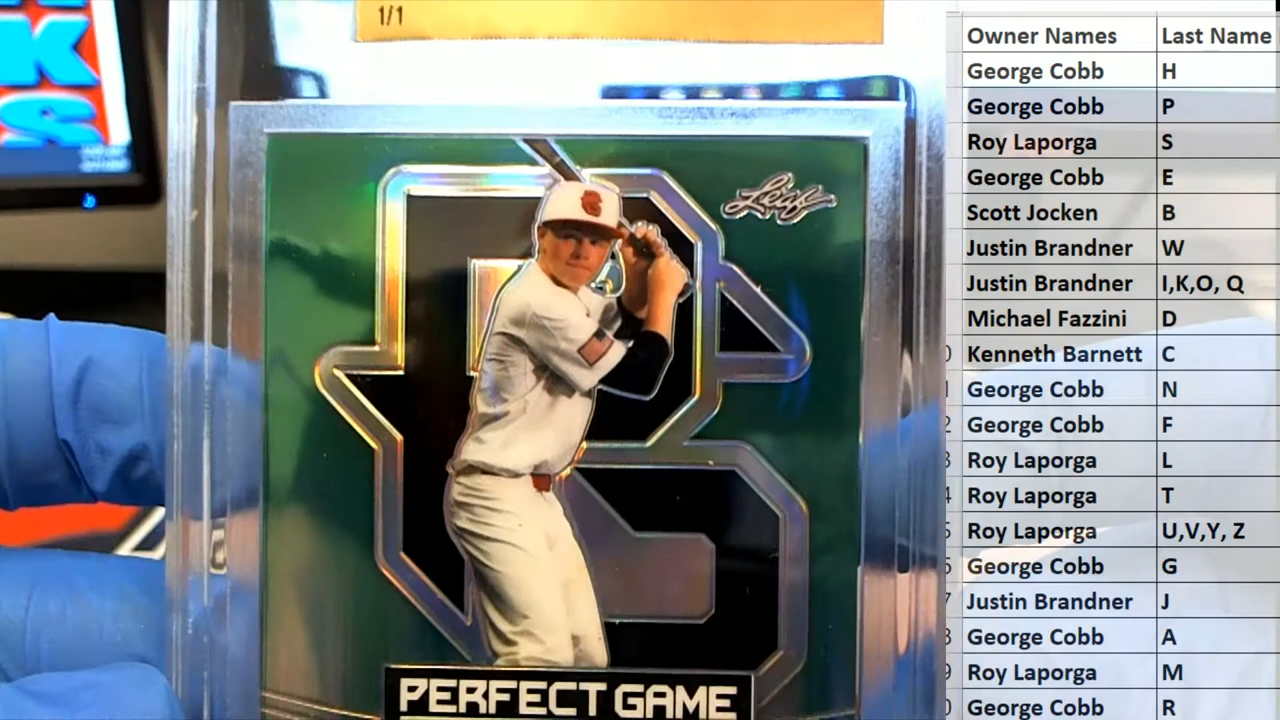 1/1
KS
Leaf
PERFECT GAME
Owner Names Last Name
George Cobb H
George Cobb P
Roy Laporga S
George Cobb E
Scott Jocken B
Justin Brandner W
Justin Brandner I,K,O, Q
Michael Fazzini D
Kenneth Barnett C
George Cobb N
George Cobb F
Roy Laporga L
Roy Laporga T
Roy Laporga U,V,Y, Z
George Cobb G
Justin Brandner J
George Cobb A
Roy Laporga M
George Cobb R